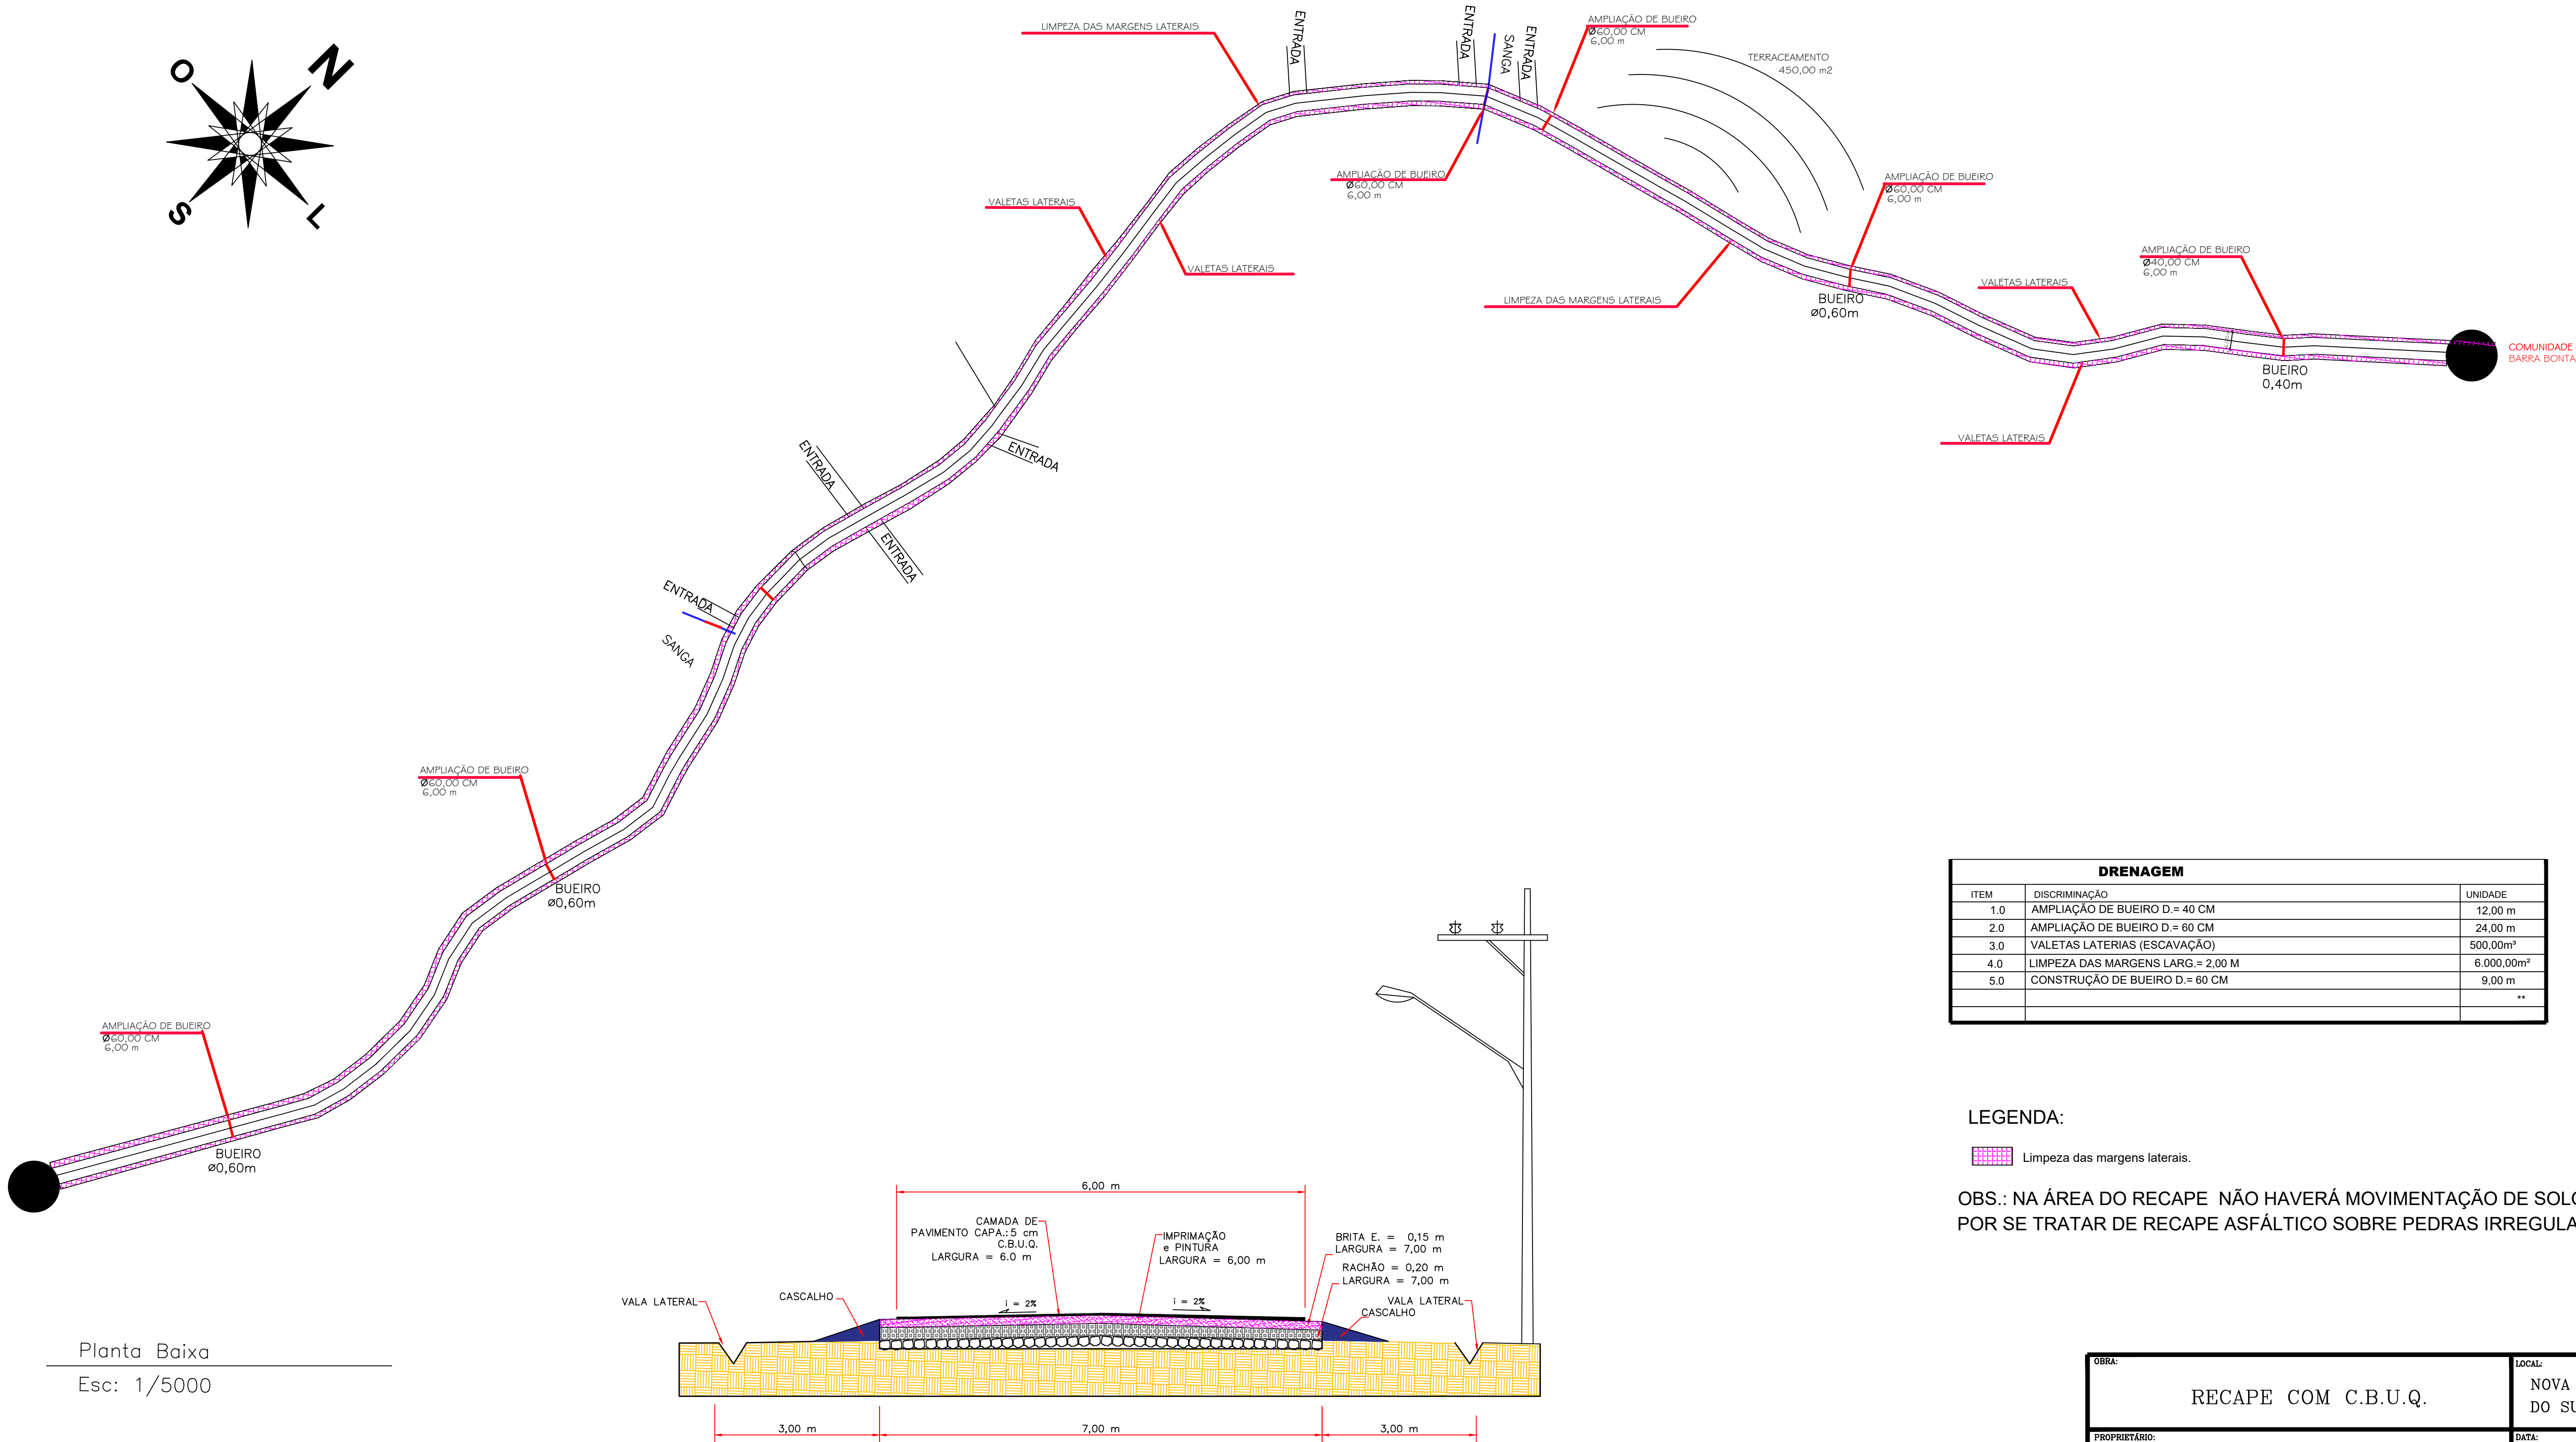 O
N
S
L
LIMPEZA DAS MARGENS LATERAIS
ENTRADA
ENTRADA
SANGA
ENTRADA
AMPLIAÇÃO DE BUEIRO
Ø60,00 CM
6,00 m
TERRACEAMENTO
450,00 m2
AMPLIAÇÃO DE BUEIRO
Ø60,00 CM
6,00 m
AMPLIAÇÃO DE BUEIRO
Ø60,00 CM
6,00 m
VALETAS LATERAIS
VALETAS LATERAIS
LIMPEZA DAS MARGENS LATERAIS
BUEIRO
ø0,60m
AMPLIAÇÃO DE BUEIRO
Ø40,00 CM
6,00 m
VALETAS LATERAIS
BUEIRO
0,40m
COMUNIDADE
BARRA BONTA
VALETAS LATERAIS
ENTRADA
ENTRADA
ENTRADA
ENTRADA
SANGA
AMPLIAÇÃO DE BUEIRO
Ø60,00 CM
6,00 m
BUEIRO
ø0,60m
AMPLIAÇÃO DE BUEIRO
Ø60,00 CM
6,00 m
BUEIRO
ø0,60m
DRENAGEM
ITEM DISCRIMINAÇÃO UNIDADE
1.0 AMPLIAÇÃO DE BUEIRO D.= 40 CM 12,00 m
2.0 AMPLIAÇÃO DE BUEIRO D.= 60 CM 24,00 m
3.0 VALETAS LATERIAS (ESCAVAÇÃO) 500,00m³
4.0 LIMPEZA DAS MARGENS LARG.= 2,00 M 6.000,00m²
5.0 CONSTRUÇÃO DE BUEIRO D.= 60 CM 9,00 m
**
LEGENDA:
Limpeza das margens laterais.
OBS.: NA ÁREA DO RECAPE NÃO HAVERÁ MOVIMENTAÇÃO DE SOLO
POR SE TRATAR DE RECAPE ASFÁLTICO SOBRE PEDRAS IRREGULA
6,00 m
CAMADA DE
PAVIMENTO CAPA.: 5 cm
C.B.U.Q.
LARGURA = 6.0 m
IMPRIMAÇÃO
e PINTURA
LARGURA = 6,00 m
BRITA E. = 0,15 m
LARGURA = 7,00 m
RACHÃO = 0,20 m
LARGURA = 7,00 m
VALA LATERAL
CASCALHO
i = 2%
i = 2%
VALA LATERAL
CASCALHO
3,00 m
7,00 m
3,00 m
Planta Baixa
Esc: 1/5000
OBRA:
RECAPE COM C.B.U.Q.
LOCAL:
NOVA
DO SU
PROPRIETÁRIO:
DATA: